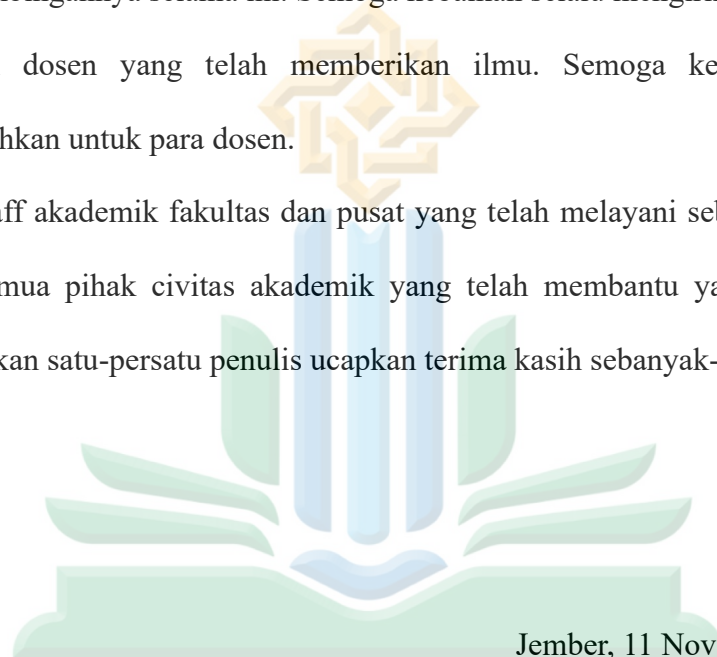 selama ini. Semoga kebaikan selalu
dosen yang telah memberikan ilmu. Semoga ke
hkan untuk para dosen.
aff akademik fakultas dan pusat yang telah melayani se
mua pihak civitas akademik yang telah membantu ya
kan satu-persatu penulis ucapkan terima kasih sebanyak-
Jember, 11 Nov